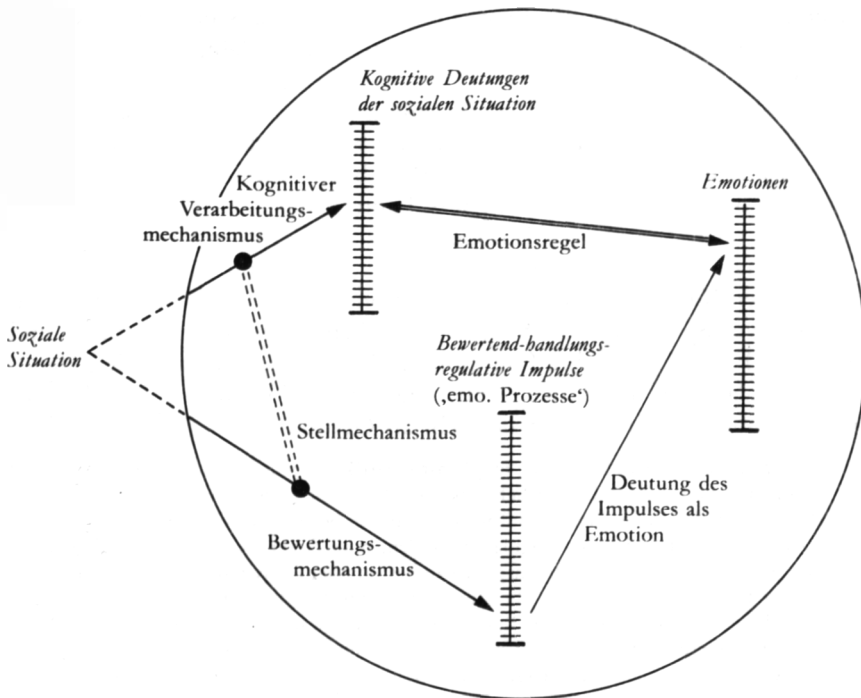 Kognitive Deutungen
der sozialen Situation
Kognitiver
Verarbeitungs-
mechanismus
Emotionen
Emotionsregel
Soziale
Situation
Bewertend-handlungs-
regulative Impulse
(‚emo. Prozesse‘)
Stellmechanismus
Deutung des
Impulses als
Emotion
Bewertungs-
mechanismus